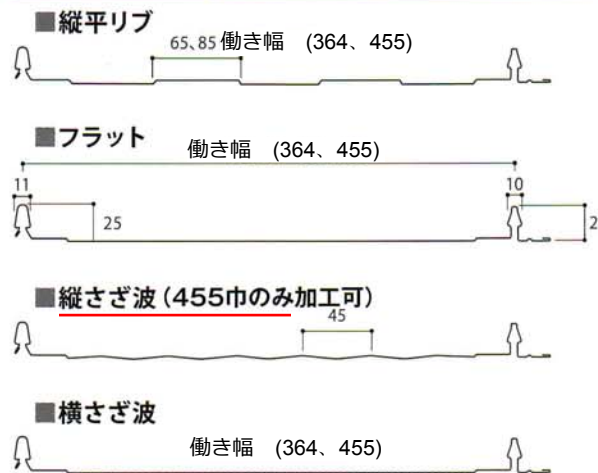 ■縦平リブ
65、85 働き幅 (364、455)
■フラット
働き幅 (364、455)
11
10
25
2
■縦さざ波(455巾のみ加工可)
45
■横さざ波
働き幅 (364、455)